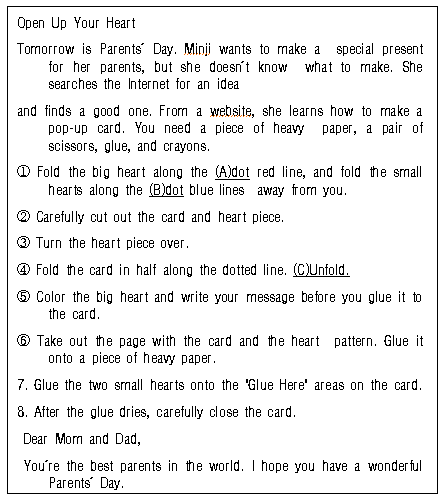 Open Up Your Heart
Tomorrow is Parents´ Day. Minji wants to make a special present
for her parents, but she doesn´t know what to make. She
searches the Internet for an idea
and finds a good one. From a website, she learns how to make a
pop-up card. You need a piece of heavy paper, a pair of
scissors, glue, and crayons.
① Fold the big heart along the (A)dot red line, and fold the small
hearts along the (B)dot blue lines away from you.
② Carefully cut out the card and heart piece.
③ Turn the heart piece over.
④ Fold the card in half along the dotted line. (C)Unfold.
⑤ Color the big heart and write your message before you glue it to
the card.
⑥ Take out the page with the card and the heart pattern. Glue it
onto a piece of heavy paper.
7. Glue the two small hearts onto the "Glue Here" areas on the card.
8. After the glue dries, carefully close the card.
Dear Mom and Dad,
You´re the best parents in the world. I hope you have a wonderful
Parents´ Day.